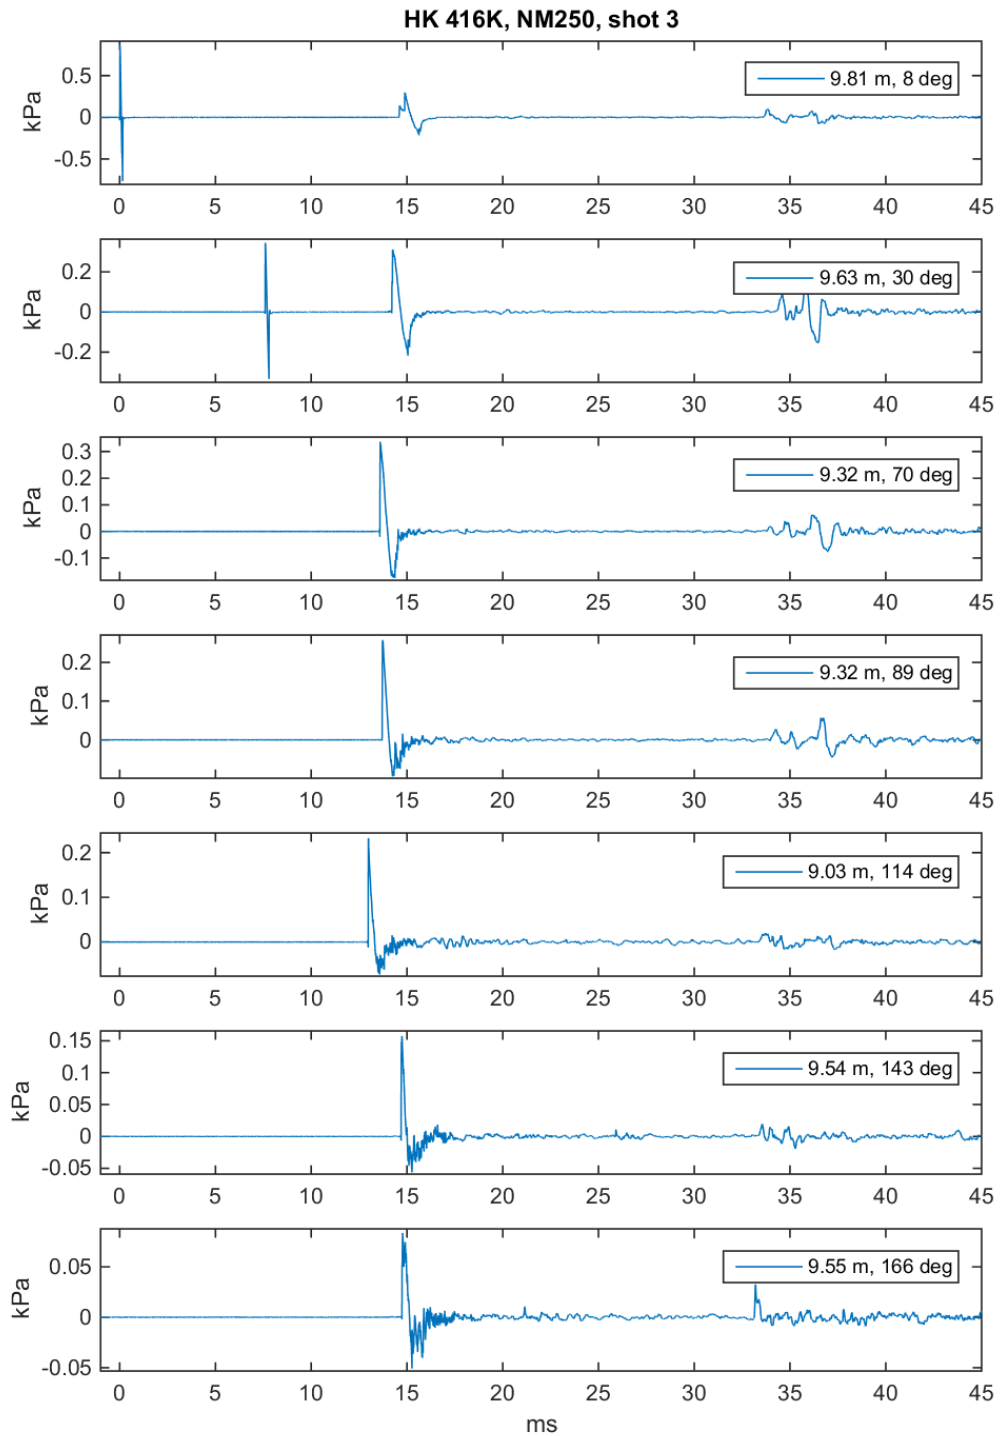 HK 416K, NM250, shot 3
kPa
0.5
0
-0.5
9.81 m, 8 deg
0 5 10 15 20 25 30 35 40 45
kPa
0.2
0
-0.2
9.63 m, 30 deg
0 5 10 15 20 25 30 35 40 45
kPa
0.3
0.2
0.1
0
-0.1
9.32 m, 70 deg
0 5 10 15 20 25 30 35 40 45
kPa
0.2
0.1
0
9.32 m, 89 deg
0 5 10 15 20 25 30 35 40 45
kPa
0.2
0.1
0
9.03 m, 114 deg
0 5 10 15 20 25 30 35 40 45
kPa
0.15
0.1
0.05
0
-0.05
9.54 m, 143 deg
0 5 10 15 20 25 30 35 40 45
kPa
0.05
0
-0.05
9.55 m, 166 deg
0 5 10 15 20 25 30 35 40 45
ms